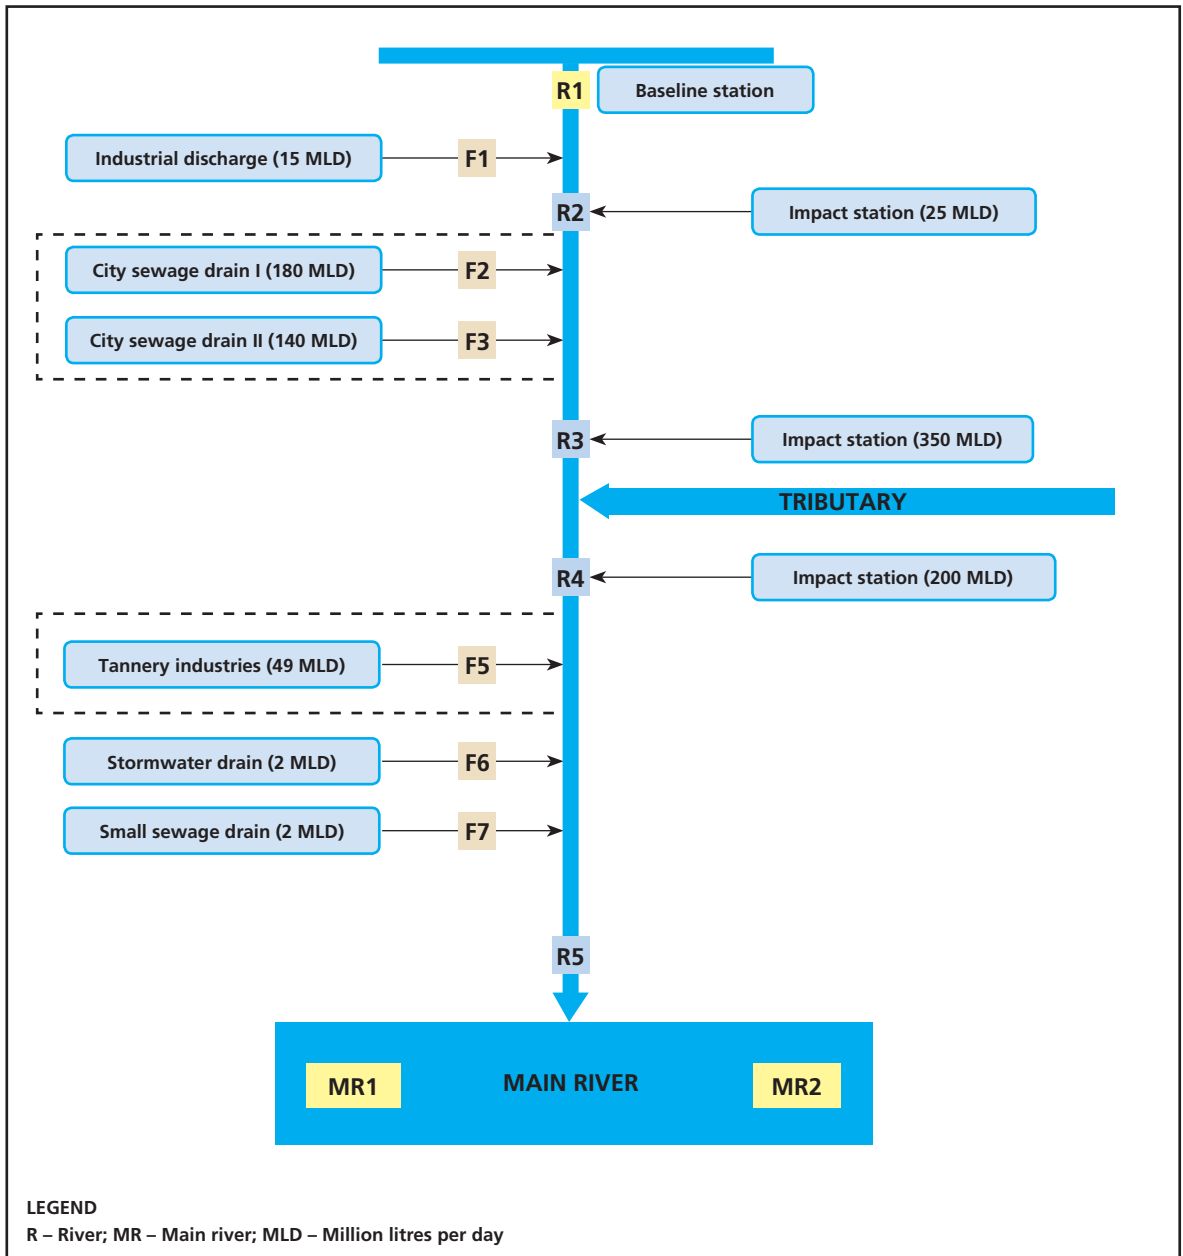 R1
Baseline station
Industrial discharge (15 MLD)
F1
R2
Impact station (25 MLD)
City sewage drain I (180 MLD)
F2
City sewage drain II (140 MLD)
F3
R3
Impact station (350 MLD)
TRIBUTARY
R4
Impact station (200 MLD)
Tannery industries (49 MLD)
F5
Stormwater drain (2 MLD)
F6
Small sewage drain (2 MLD)
F7
R5
MR1
MAIN RIVER
MR2
LEGEND
R – River; MR – Main river; MLD – Million litres per day